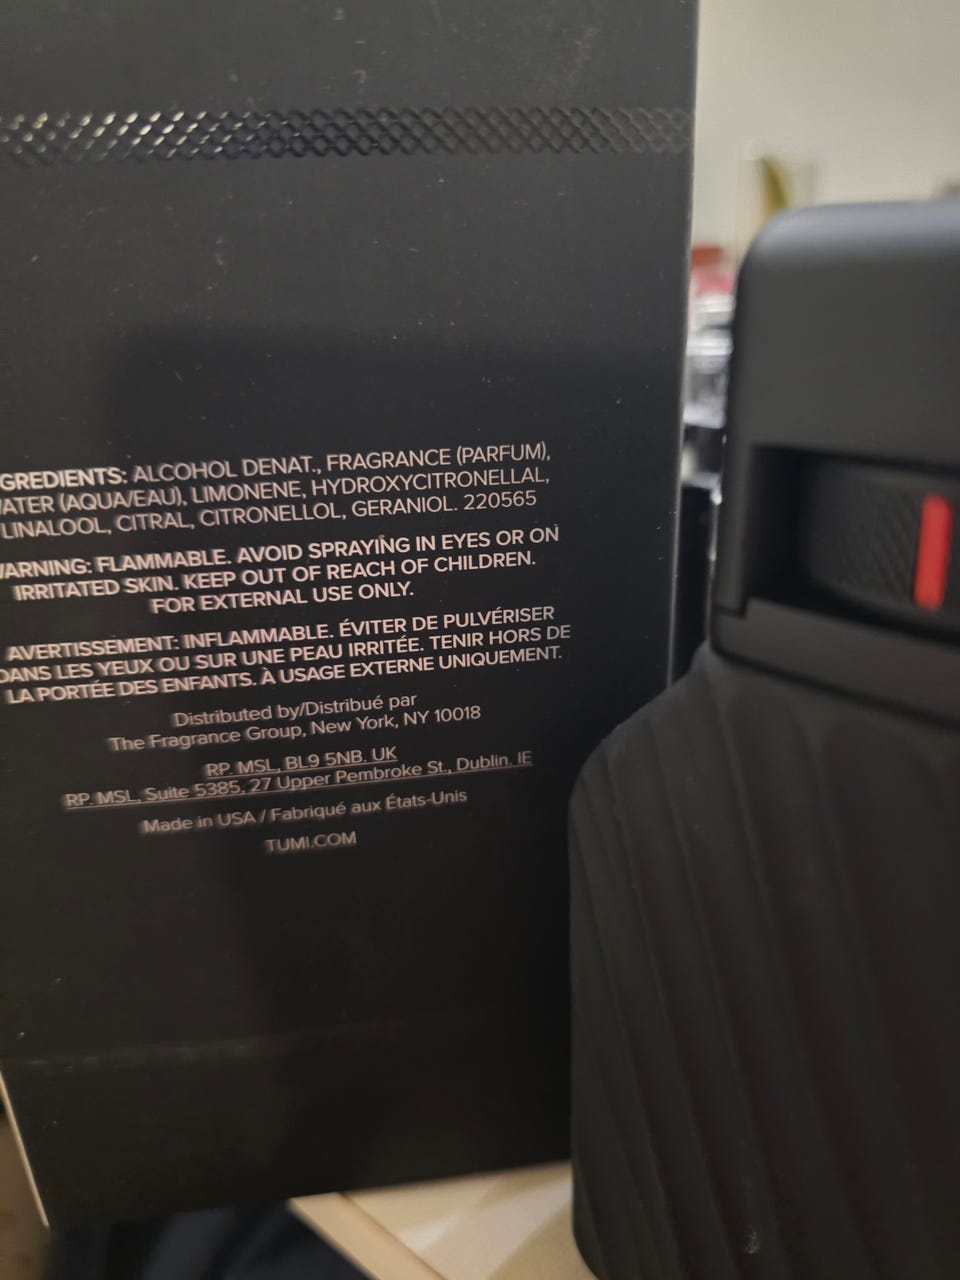 GREDIENTS: ALCOHOL DENAT., FRAGRANCE (PARFUM),
ATER (AQUA/EAU), LIMONENE, HYDROXYCITRONELLAL,
LINALOOL, CITRAL, CITRONELLOL, GERANIOL. 220565
ARNING: FLAMMABLE. AVOID SPRAYING IN EYES OR ON
IRRITATED SKIN. KEEP OUT OF REACH OF CHILDREN.
FOR EXTERNAL USE ONLY.
AVERTISSEMENT: INFLAMMABLE. ÉVITER DE PULVÉRISER
DANS LES YEUX OU SUR UNE PEAU IRRITÉE. TENIR HORS DE
LA PORTÉE DES ENFANTS. À USAGE EXTERNE UNIQUEMENT.
Distributed by/Distribué par
The Fragrance Group, New York, NY 10018
RP. MSL, BL9 5NB. UK
RP. MSL, Suite 5385, 27 Upper Pembroke St., Dublin. IE
Made in USA / Fabriqué aux États-Unis
TUMI.COM